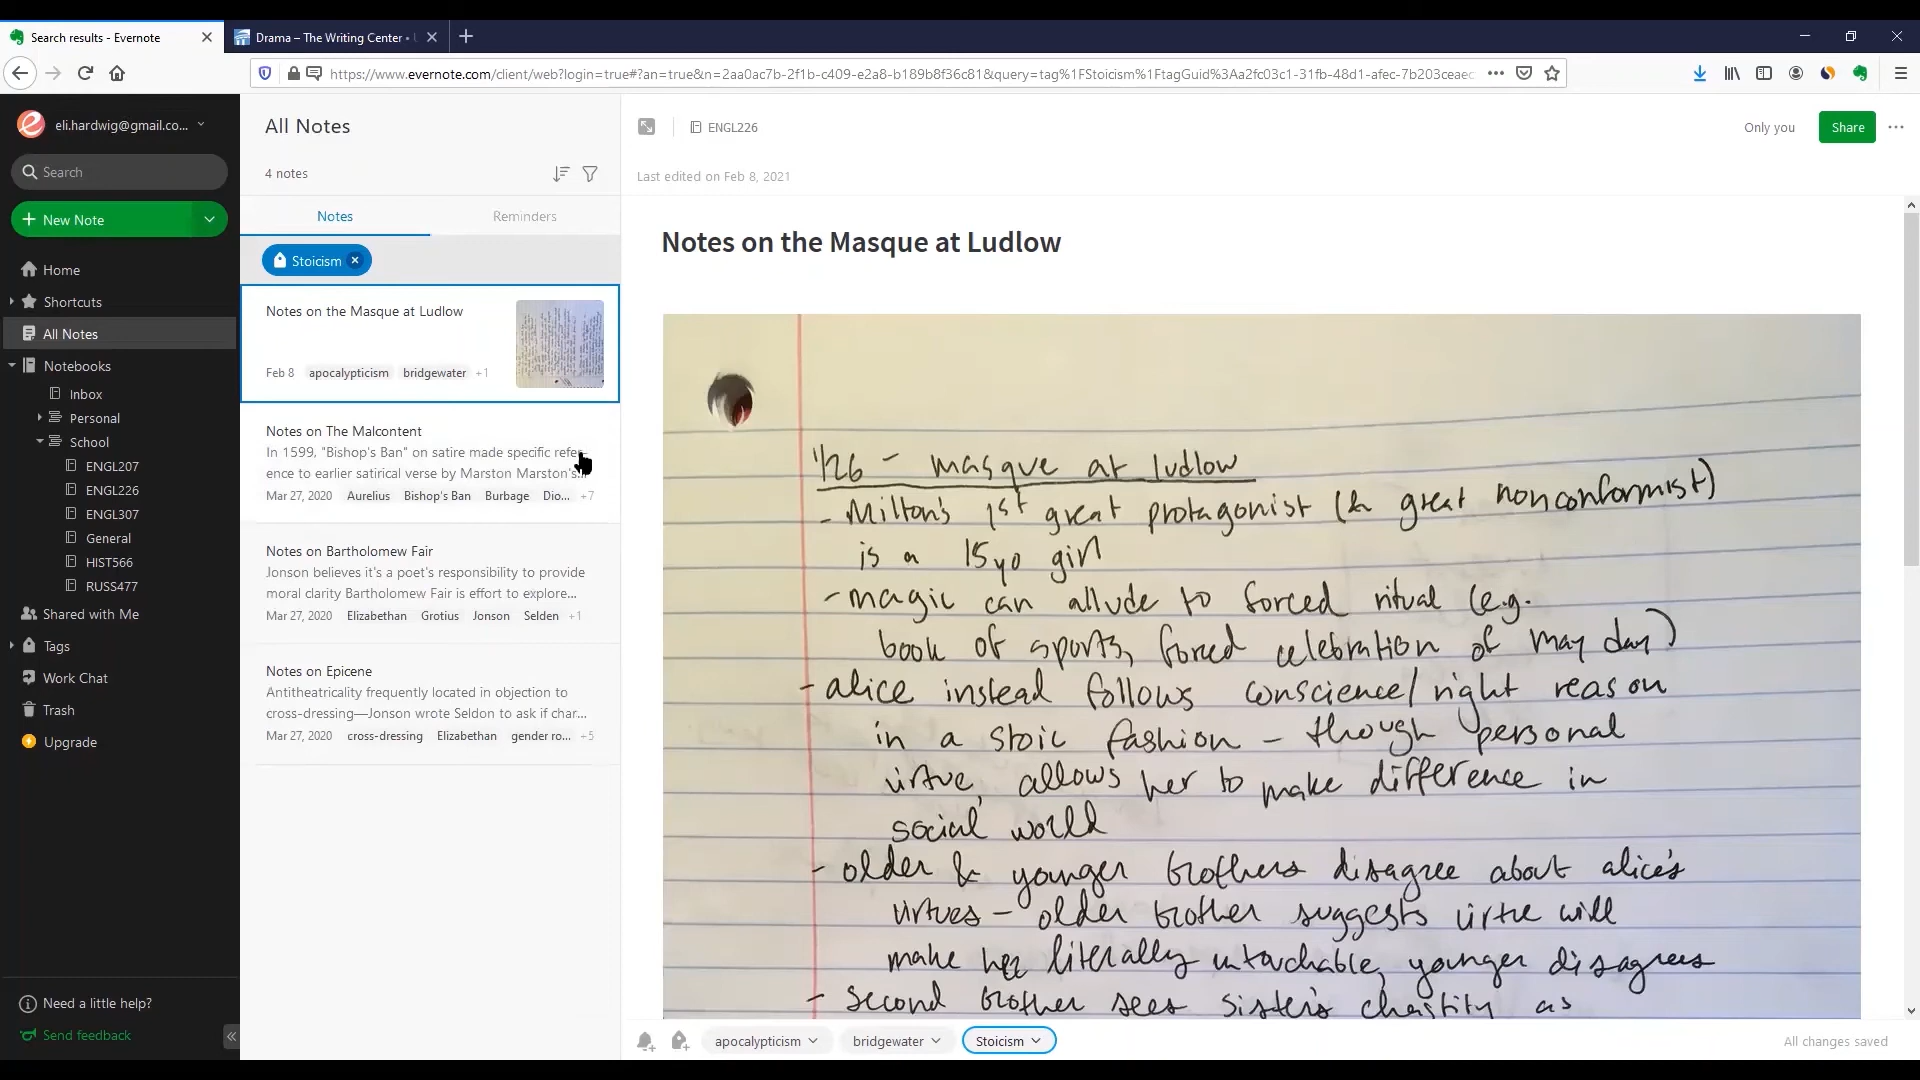 Search results - Evernote
Drama – The Writing Center •
https://www.evernote.com/client/web?login=true#?an=true&n=2aa0ac7b-2f1b-c409-e2a8-b189b8f36c81&query=tag%1FStoicism%1FtagGuid%3Aa2fc03c1-31fb-48d1-afec-7b203ceaec
eli.hardwig@gmail.co...
Search
New Note
Home
Shortcuts
All Notes
Notebooks
Inbox
Personal
School
ENGL207
ENGL226
ENGL307
General
HIST566
RUSS477
Shared with Me
Tags
Work Chat
Trash
Upgrade
Need a little help?
Send feedback
All Notes
4 notes
Notes Reminders
Stoicism
Notes on the Masque at Ludlow
Feb 8 apocalypticism bridgewater +1
Notes on The Malcontent
In 1599, "Bishop's Ban" on satire made specific refer-
ence to earlier satirical verse by Marston Marston's...
Mar 27, 2020 Aurelius Bishop's Ban Burbage Dio... +7
Notes on Bartholomew Fair
Jonson believes it's a poet's responsibility to provide
moral clarity Bartholomew Fair is effort to explore...
Mar 27, 2020 Elizabethan Grotius Jonson Selden +1
Notes on Epicene
Antitheatricality frequently located in objection to
cross-dressing—Jonson wrote Seldon to ask if char...
Mar 27, 2020 cross-dressing Elizabethan gender ro... +5
ENGL226
Only you Share
Last edited on Feb 8, 2021
Notes on the Masque at Ludlow
1/26 - masque at ludlow
- Milton's 1st great protagonist (& great nonconformist)
is a 15yo girl
- magic can allude to forced ritual (e.g.
book of sports, forced celebration of may day)
- alice instead follows conscience/right reason
in a stoic fashion - though personal
virtue, allows her to make difference in
social world
- older & younger brothers disagree about alice's
virtues - older brother suggests virtue will
make her literally untouchable, younger disagrees
- second brother sees sister's chastity as
apocalypticism bridgewater Stoicism
All changes saved